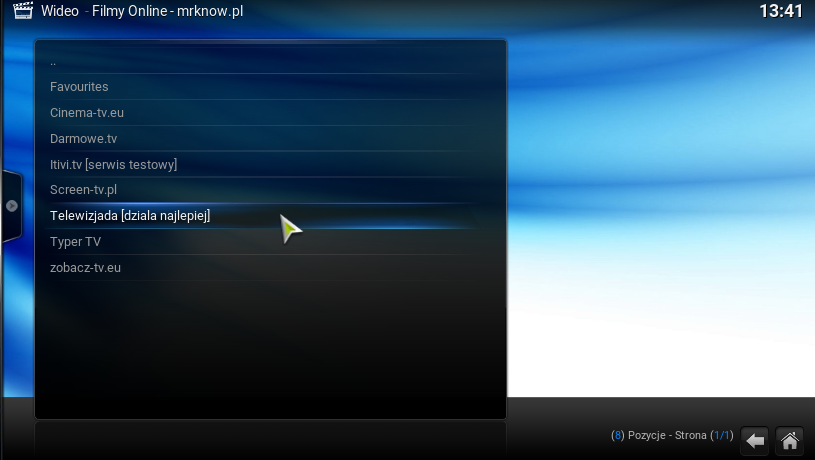 Wideo - Filmy Online - mrknow.pl
13:41
..
Favourites
Cinema-tv.eu
Darmowe.tv
Itivi.tv [serwis testowy]
Screen-tv.pl
Telewizjada [dziala najlepiej]
Typer TV
zobacz-tv.eu
(8) Pozycje - Strona (1/1)